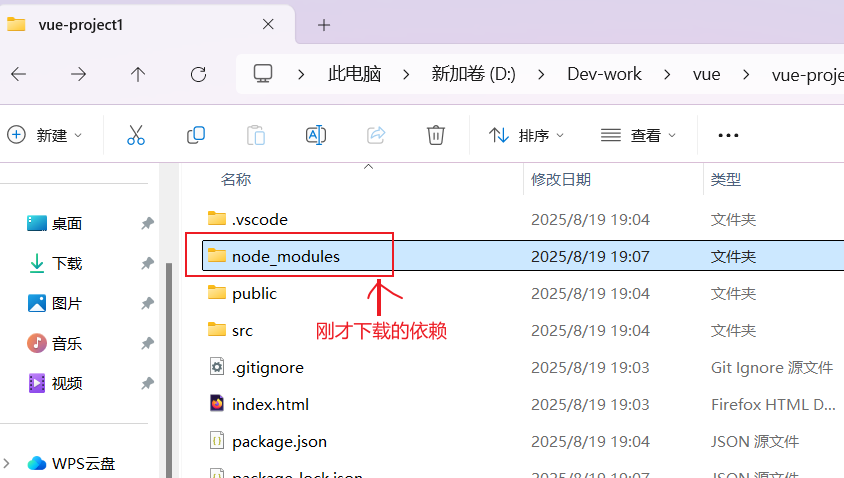 vue-project1
此电脑 新加卷 (D:) Dev-work vue vue-proje
新建 排序 查看
名称 修改日期 类型
桌面
下载
图片
音乐
视频
WPS云盘
.vscode 2025/8/19 19:04 文件夹
node_modules 2025/8/19 19:07 文件夹
public 2025/8/19 19:04 文件夹
src 2025/8/19 19:04 文件夹
刚才下载的依赖
.gitignore 2025/8/19 19:03 Git Ignore 源文件
index.html 2025/8/19 19:03 Firefox HTML D...
package.json 2025/8/19 19:04 JSON 源文件
package-lock.json 2025/8/19 19:07 JSON 源文件